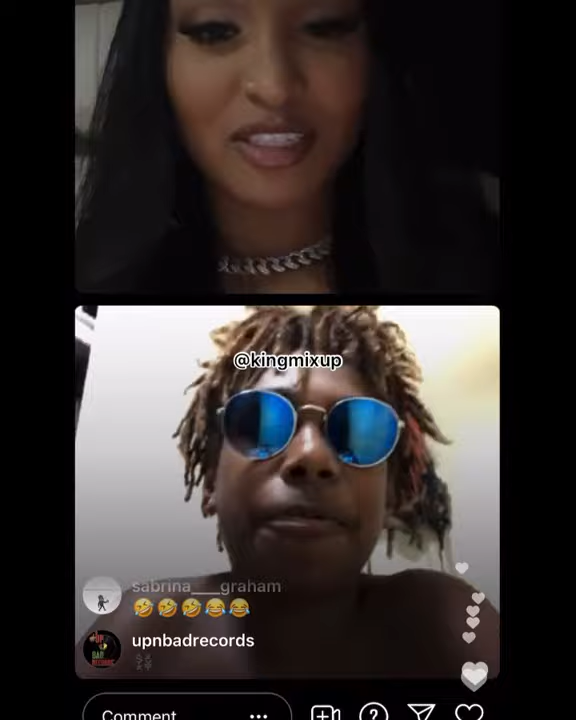 @kingmixup
sabrina___graham
🤣🤣🤣😂😂
upnbadrecords
Comment